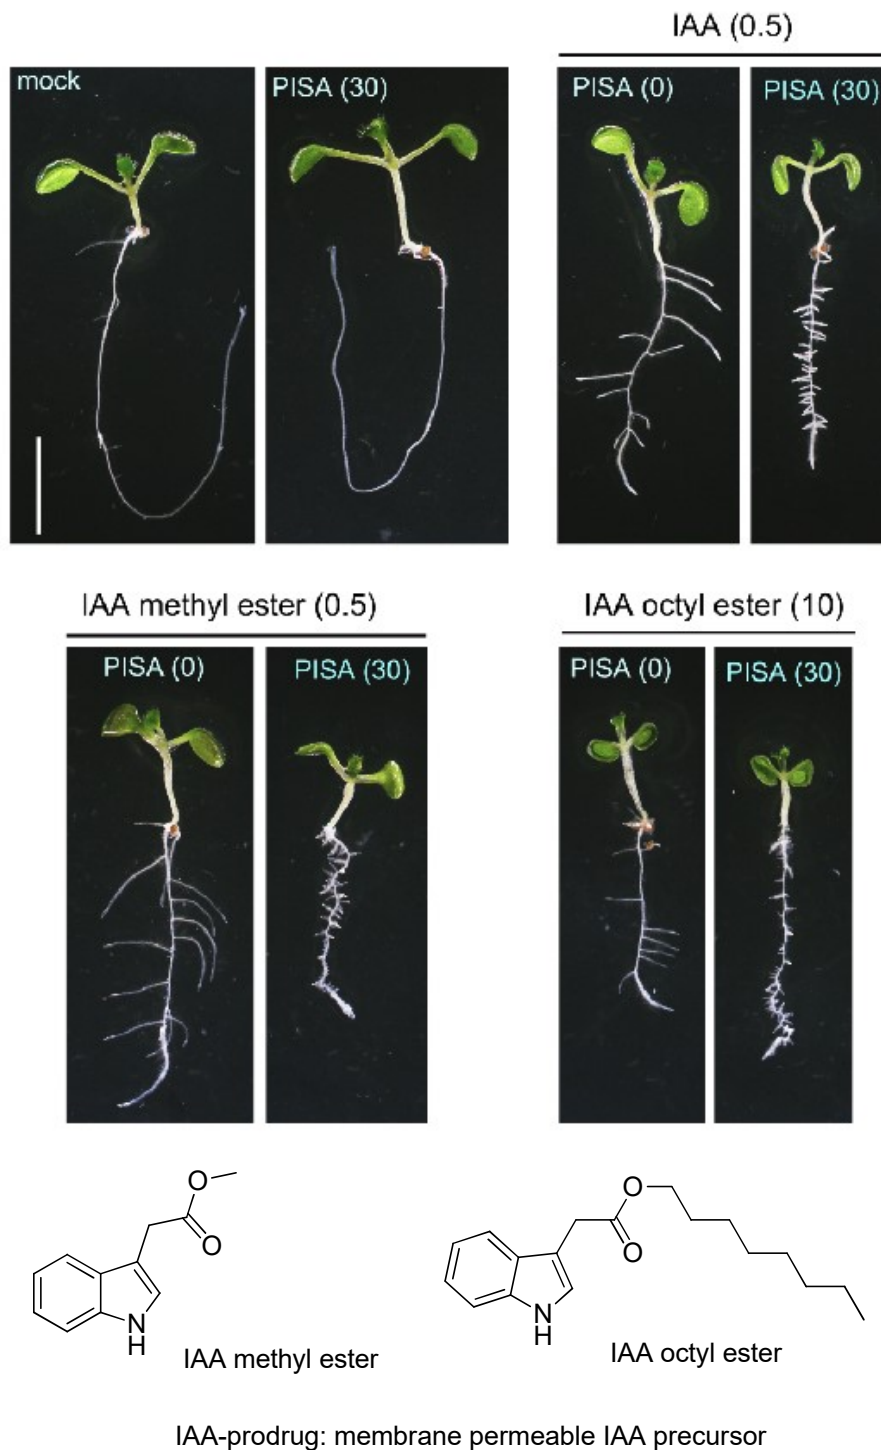 IAA (0.5)
mock
PISA (30)
PISA (0)
PISA (30)
IAA methyl ester (0.5)
IAA octyl ester (10)
PISA (0)
PISA (30)
PISA (0)
PISA (30)
O
O
N
H
IAA methyl ester
O
O
N
H
IAA octyl ester
IAA-prodrug: membrane permeable IAA precursor